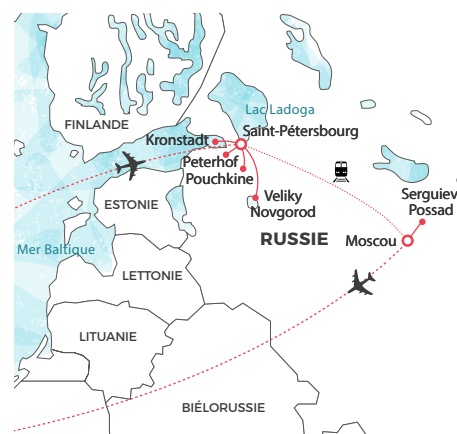 Lac Ladoga
FINLANDE
Saint-Pétersbourg
Kronstadt
Peterhof
Pouchkine
Serguiev
Possad
Veliky
Novgorod
ESTONIE
RUSSIE
Moscou
Mer Baltique
LETTONIE
LITUANIE
BIÉLORUSSIE